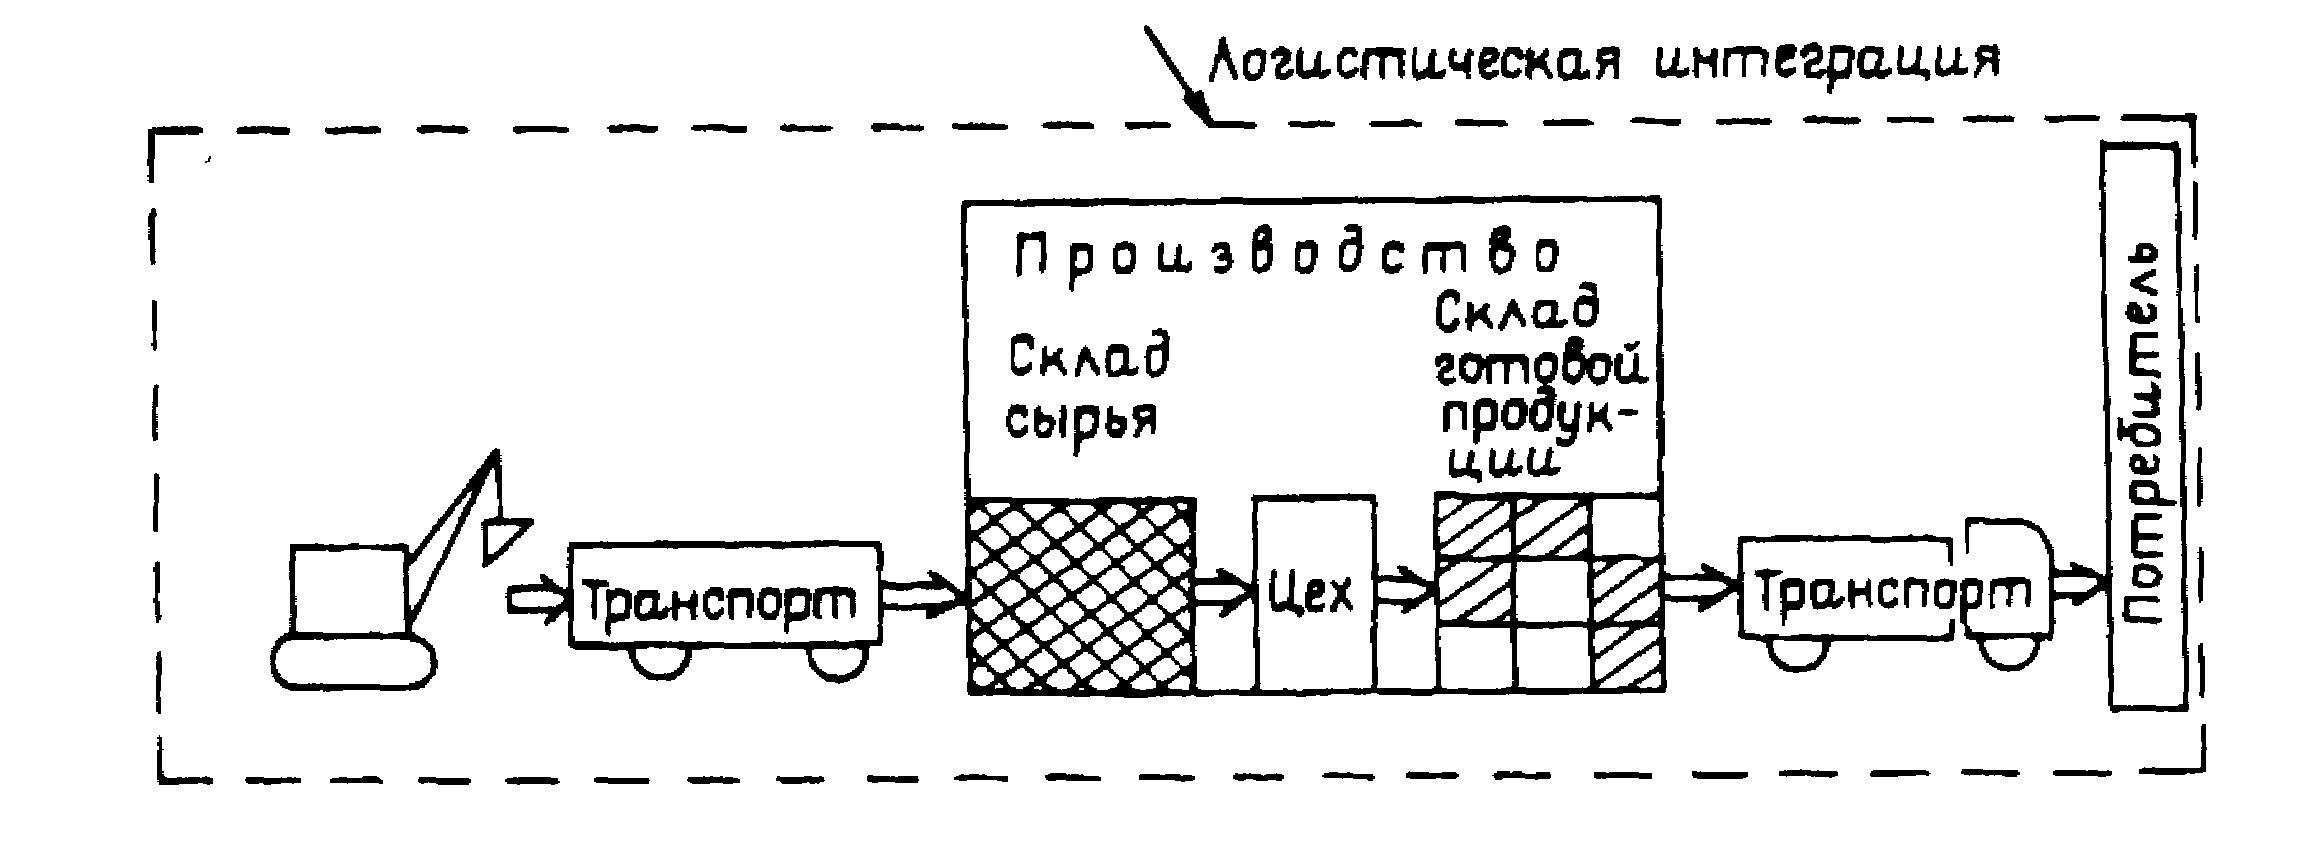 Логистическая интеграция
Производство
Склад
сырья
Склад
готовой
продук-
ции
Транспорт
Цех
Транспорт
Потребитель